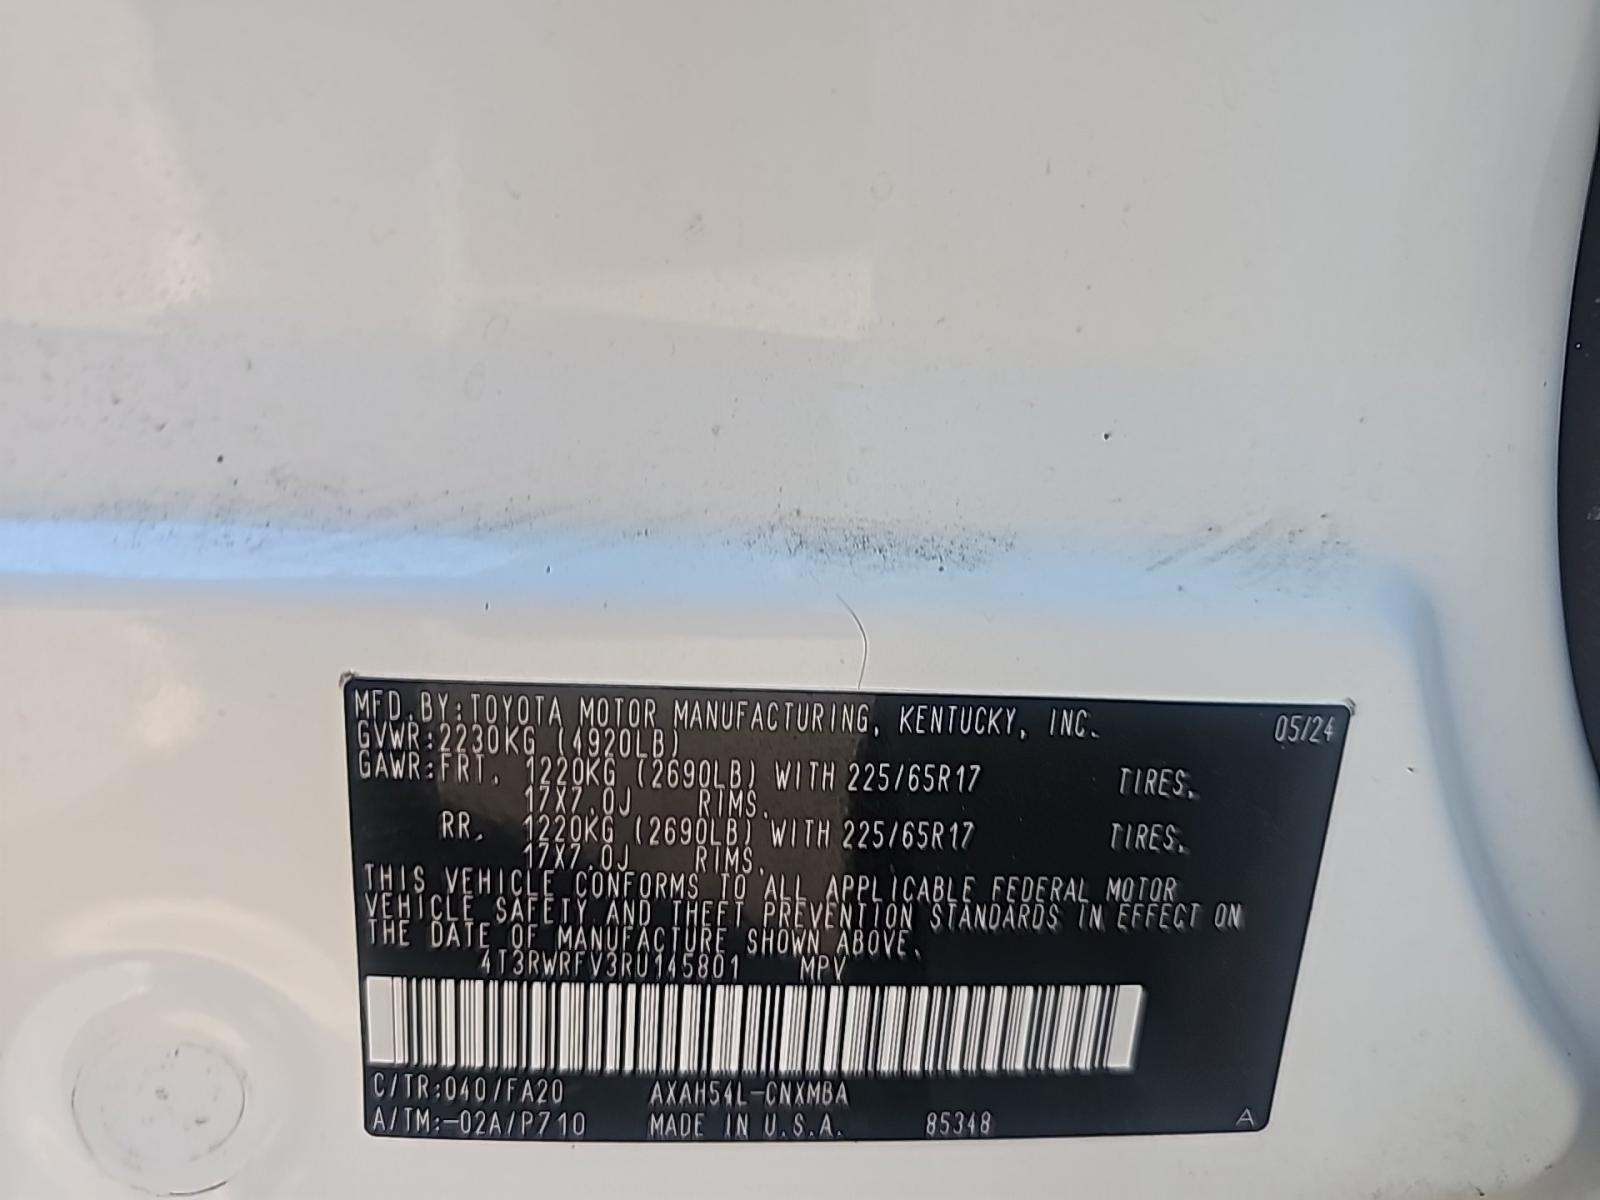 MFD. BY: TOYOTA MOTOR MANUFACTURING, KENTUCKY, INC. 05/24
GVWR: 2230KG (4920LB)
GAWR: FRT. 1220KG (2690LB) WITH 225/65R17 TIRES,
17X7.0J RIMS.
RR. 1220KG (2690LB) WITH 225/65R17 TIRES,
17X7.0J RIMS.
THIS VEHICLE CONFORMS TO ALL APPLICABLE FEDERAL MOTOR
VEHICLE SAFETY AND THEFT PREVENTION STANDARDS IN EFFECT ON
THE DATE OF MANUFACTURE SHOWN ABOVE.
4T3RWRFV3RU145801 MPV
C/TR:040/FA20 AXAH54L-CNXMBA
A/TM:-02A/P710 MADE IN U.S.A. 85348 A